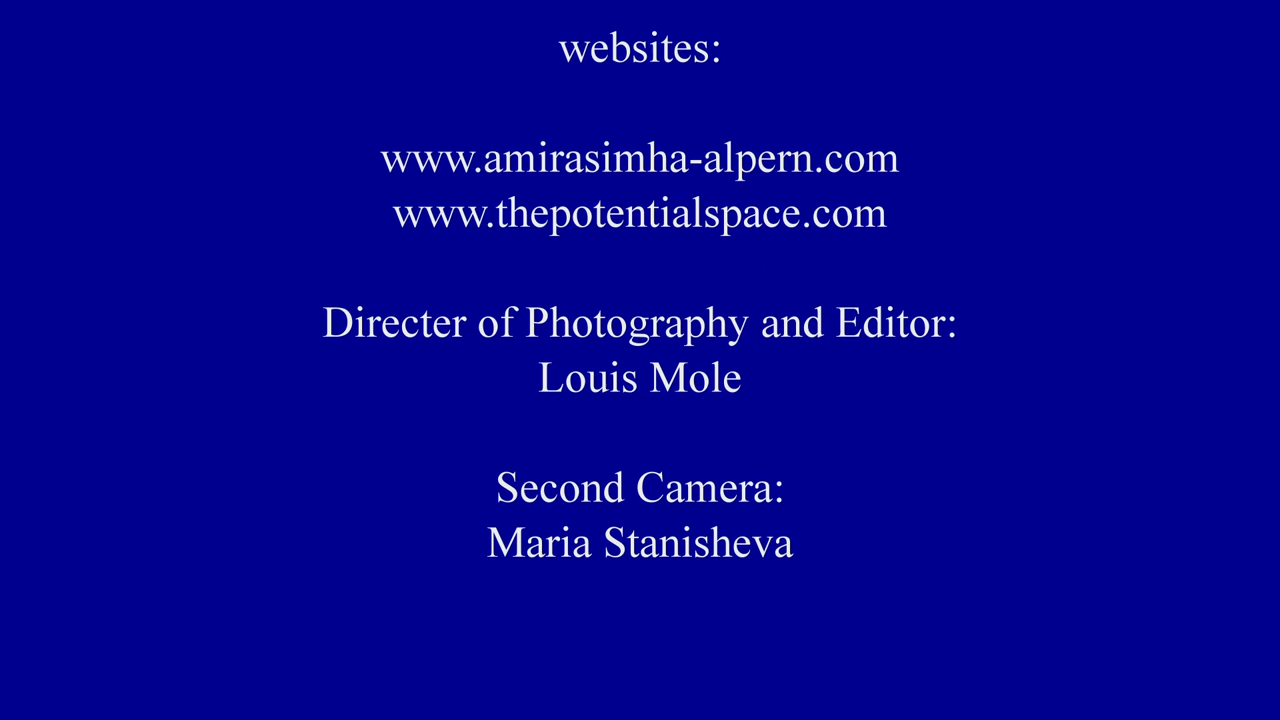 websites:
www.amirasimha-alpern.com
www.thepotentialspace.com
Directer of Photography and Editor:
Louis Mole
Second Camera:
Maria Stanisheva